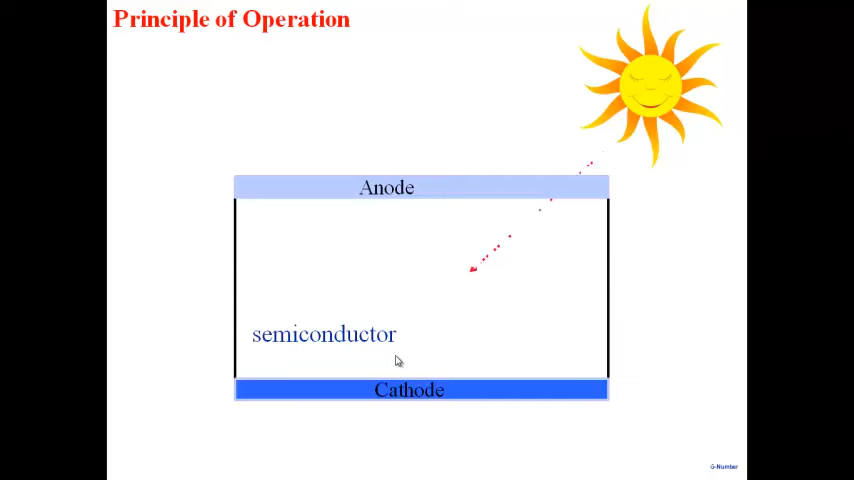 Principle of Operation
Anode
semiconductor
Cathode
G-Number